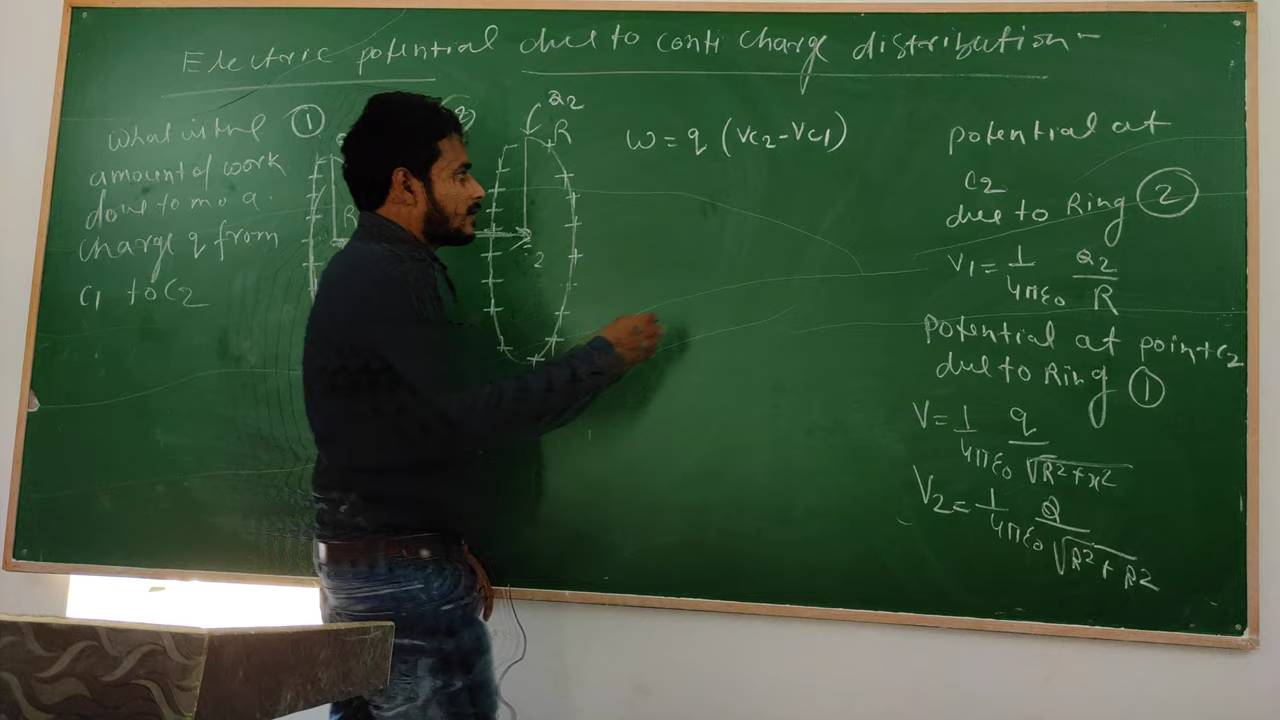 Electric potential due to conti charge distribution-
What is the ①
amount of work
done to mo a
charge q from
C1 to C2
R
Q2
R
2
W = q (VC2 - VC1)
potential at
C2
due to Ring ②
V1 = 1/4πε0 Q2/R
potential at point C2
due to Ring ①
V = 1/4πε0 q/√R²+x²
V2 = 1/4πε0 Q/√R²+R²